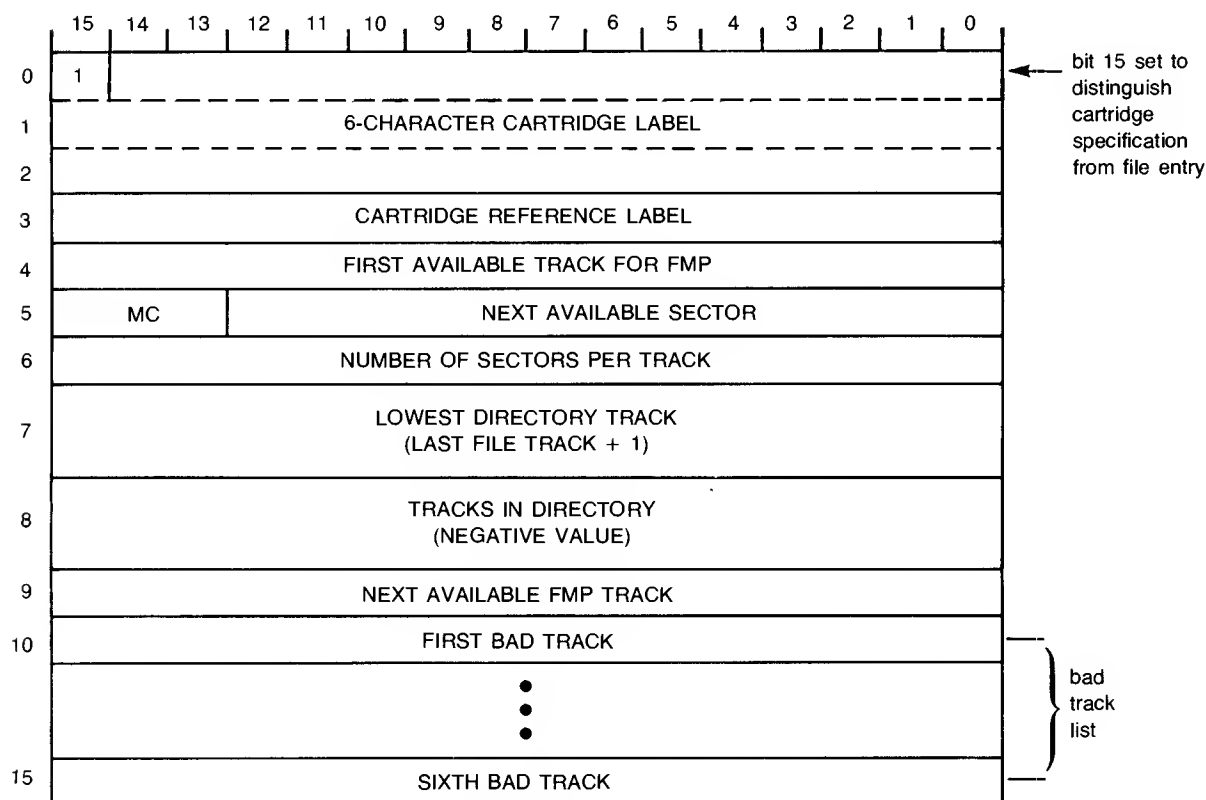 15 14 13 12 11 10 9 8 7 6 5 4 3 2 1 0
0 1
bit 15 set to
distinguish
cartridge
specification
from file entry
1 6-CHARACTER CARTRIDGE LABEL
2
3 CARTRIDGE REFERENCE LABEL
4 FIRST AVAILABLE TRACK FOR FMP
5 MC NEXT AVAILABLE SECTOR
6 NUMBER OF SECTORS PER TRACK
7 LOWEST DIRECTORY TRACK
(LAST FILE TRACK + 1)
8 TRACKS IN DIRECTORY
(NEGATIVE VALUE)
9 NEXT AVAILABLE FMP TRACK
10 FIRST BAD TRACK
bad
track
list
15 SIXTH BAD TRACK